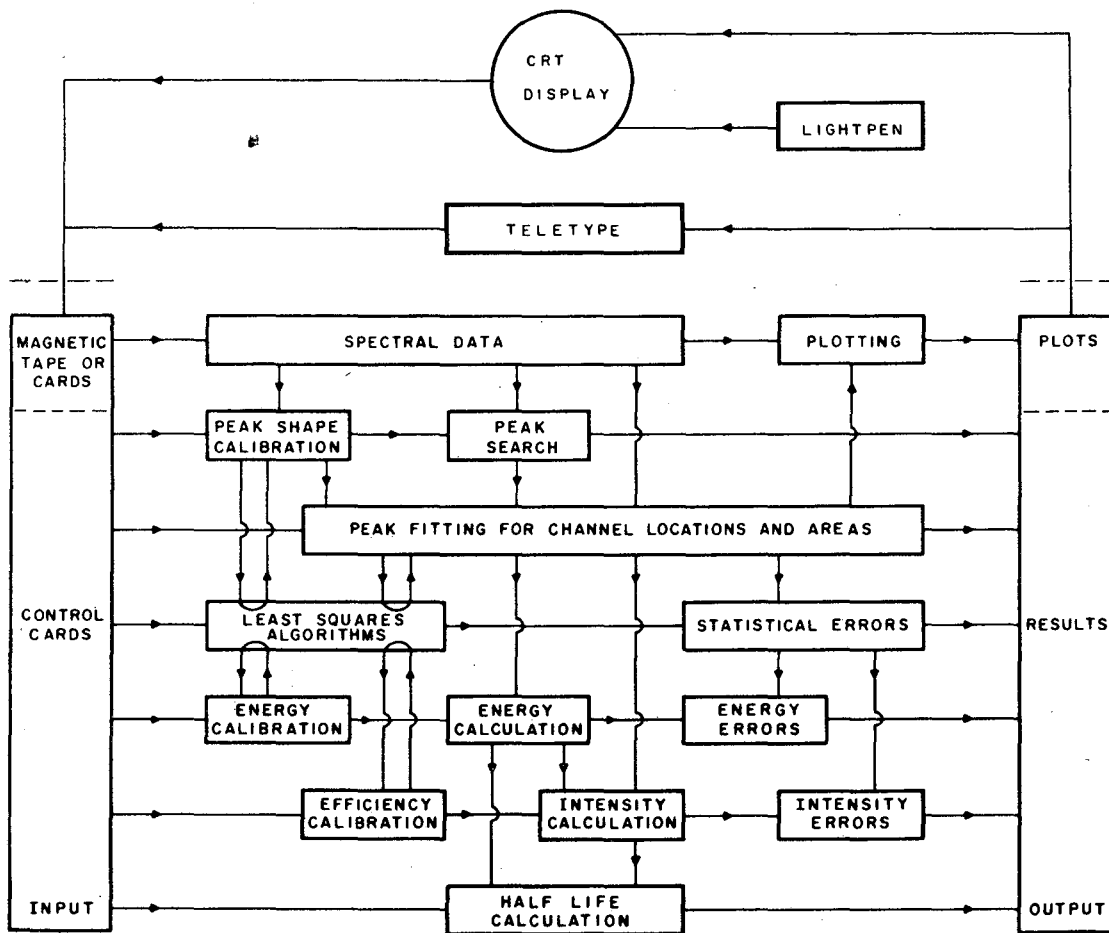 CRT
DISPLAY
LIGHTPEN
TELETYPE
MAGNETIC
TAPE OR
CARDS
SPECTRAL DATA
PLOTTING
PLOTS
PEAK SHAPE
CALIBRATION
PEAK
SEARCH
PEAK FITTING FOR CHANNEL LOCATIONS AND AREAS
CONTROL
CARDS
LEAST SQUARES
ALGORITHMS
STATISTICAL ERRORS
RESULTS
ENERGY
CALIBRATION
ENERGY
CALCULATION
ENERGY
ERRORS
EFFICIENCY
CALIBRATION
INTENSITY
CALCULATION
INTENSITY
ERRORS
INPUT
HALF LIFE
CALCULATION
OUTPUT